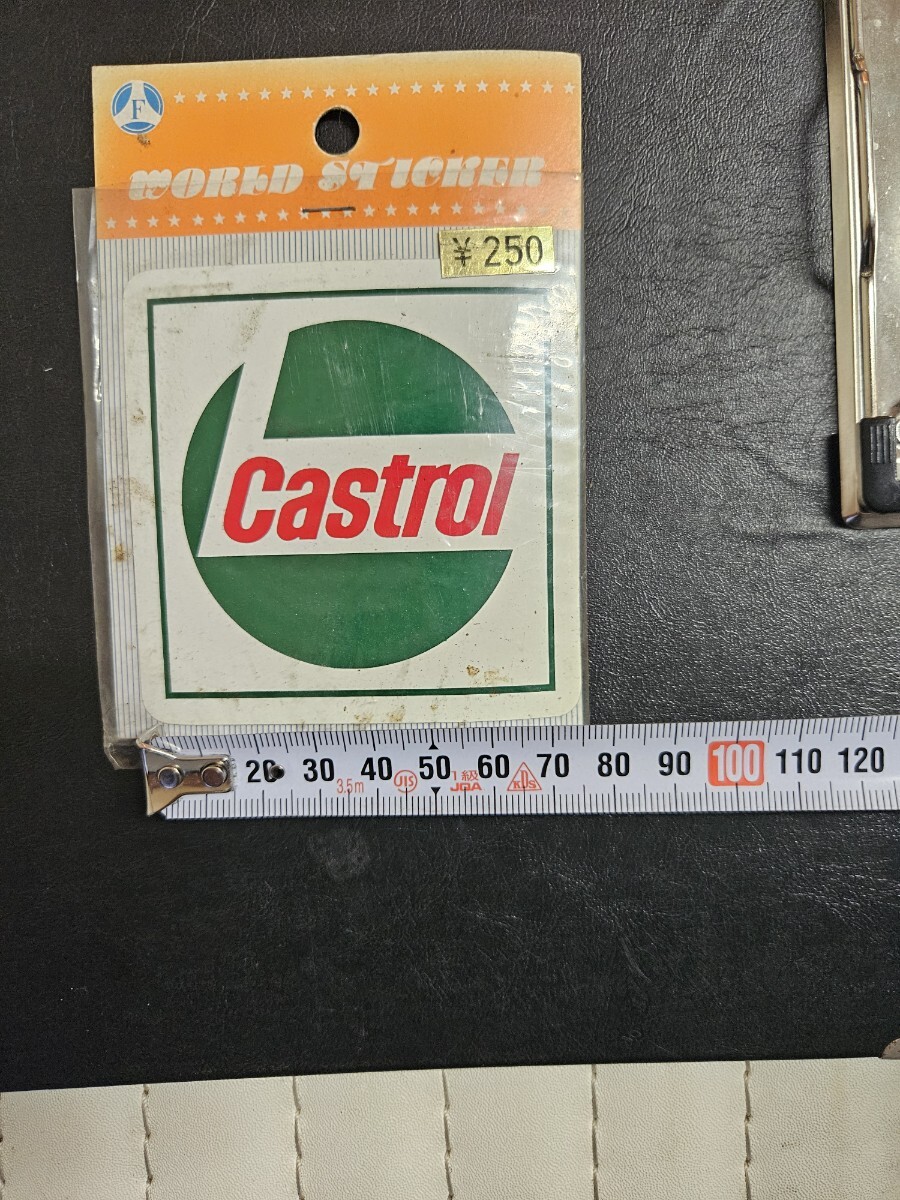 F
WORLD STICKER
¥250
Castrol
20 30 40 50 60 70 80 90 100 110 120
3.5m JIS 1級 JQA KDS